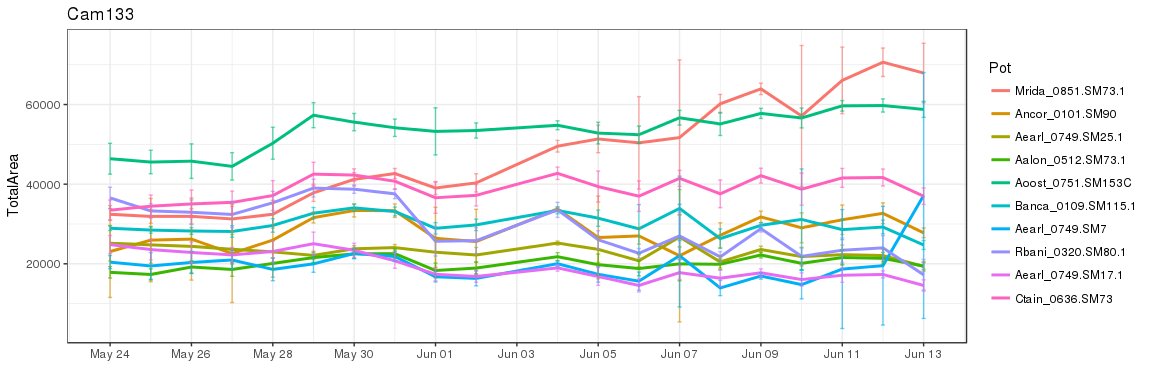 Cam133
TotalArea
60000
40000
20000
May 24
May 26
May 28
May 30
Jun 01
Jun 03
Jun 05
Jun 07
Jun 09
Jun 11
Jun 13
Pot
Mrida_0851.SM73.1
Ancor_0101.SM90
Aearl_0749.SM25.1
Aalon_0512.SM73.1
Aoost_0751.SM153C
Banca_0109.SM115.1
Aearl_0749.SM7
Rbani_0320.SM80.1
Aearl_0749.SM17.1
Ctain_0636.SM73